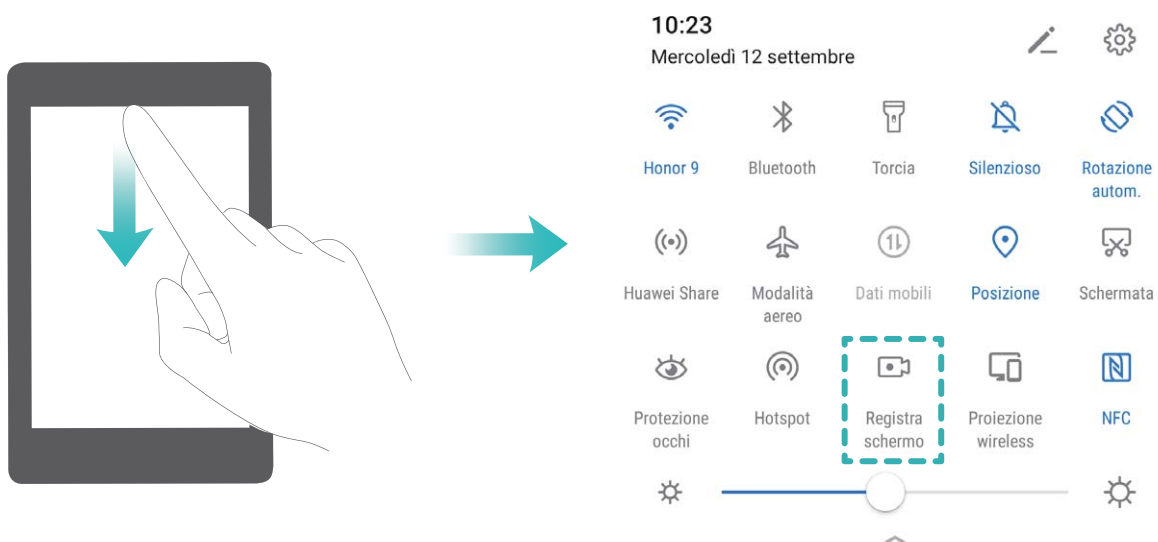 10:23
Mercoledì 12 settembre
Honor 9
Bluetooth
Torcia
Silenzioso
Rotazione
autom.
Huawei Share
Modalità
aereo
Dati mobili
Posizione
Schermata
Protezione
occhi
Hotspot
Registra
schermo
Proiezione
wireless
NFC